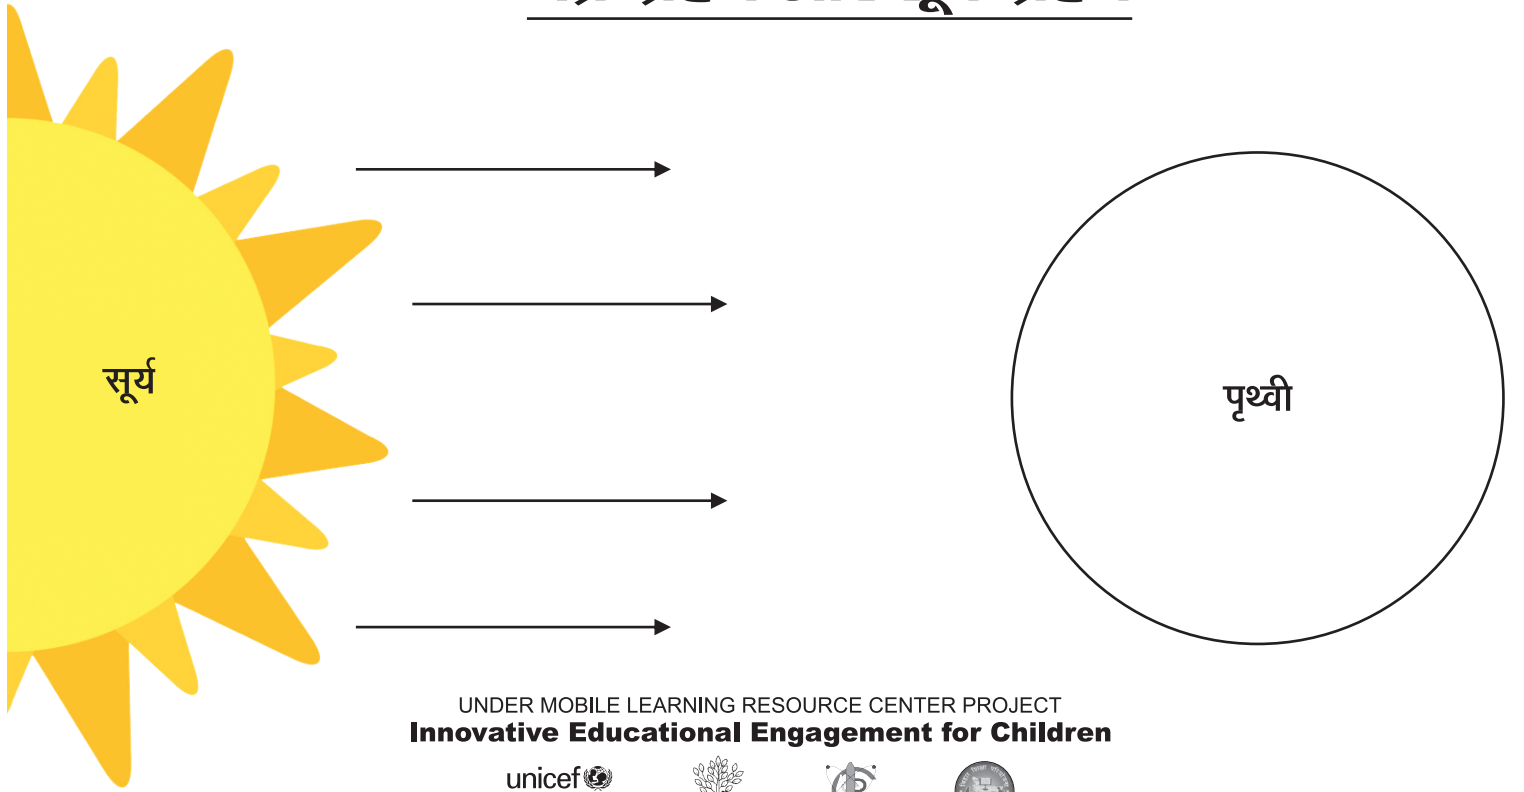 सूर्य
पृथ्वी
UNDER MOBILE LEARNING RESOURCE CENTER PROJECT
Innovative Educational Engagement for Children
unicef